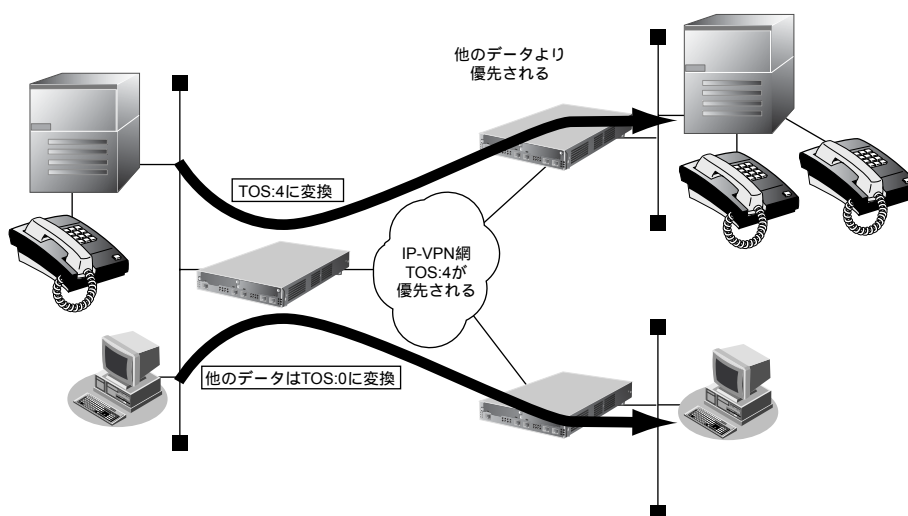 他のデータより
優先される
TOS:4に変換
IP-VPN網
TOS:4が
優先される
他のデータはTOS:0に変換